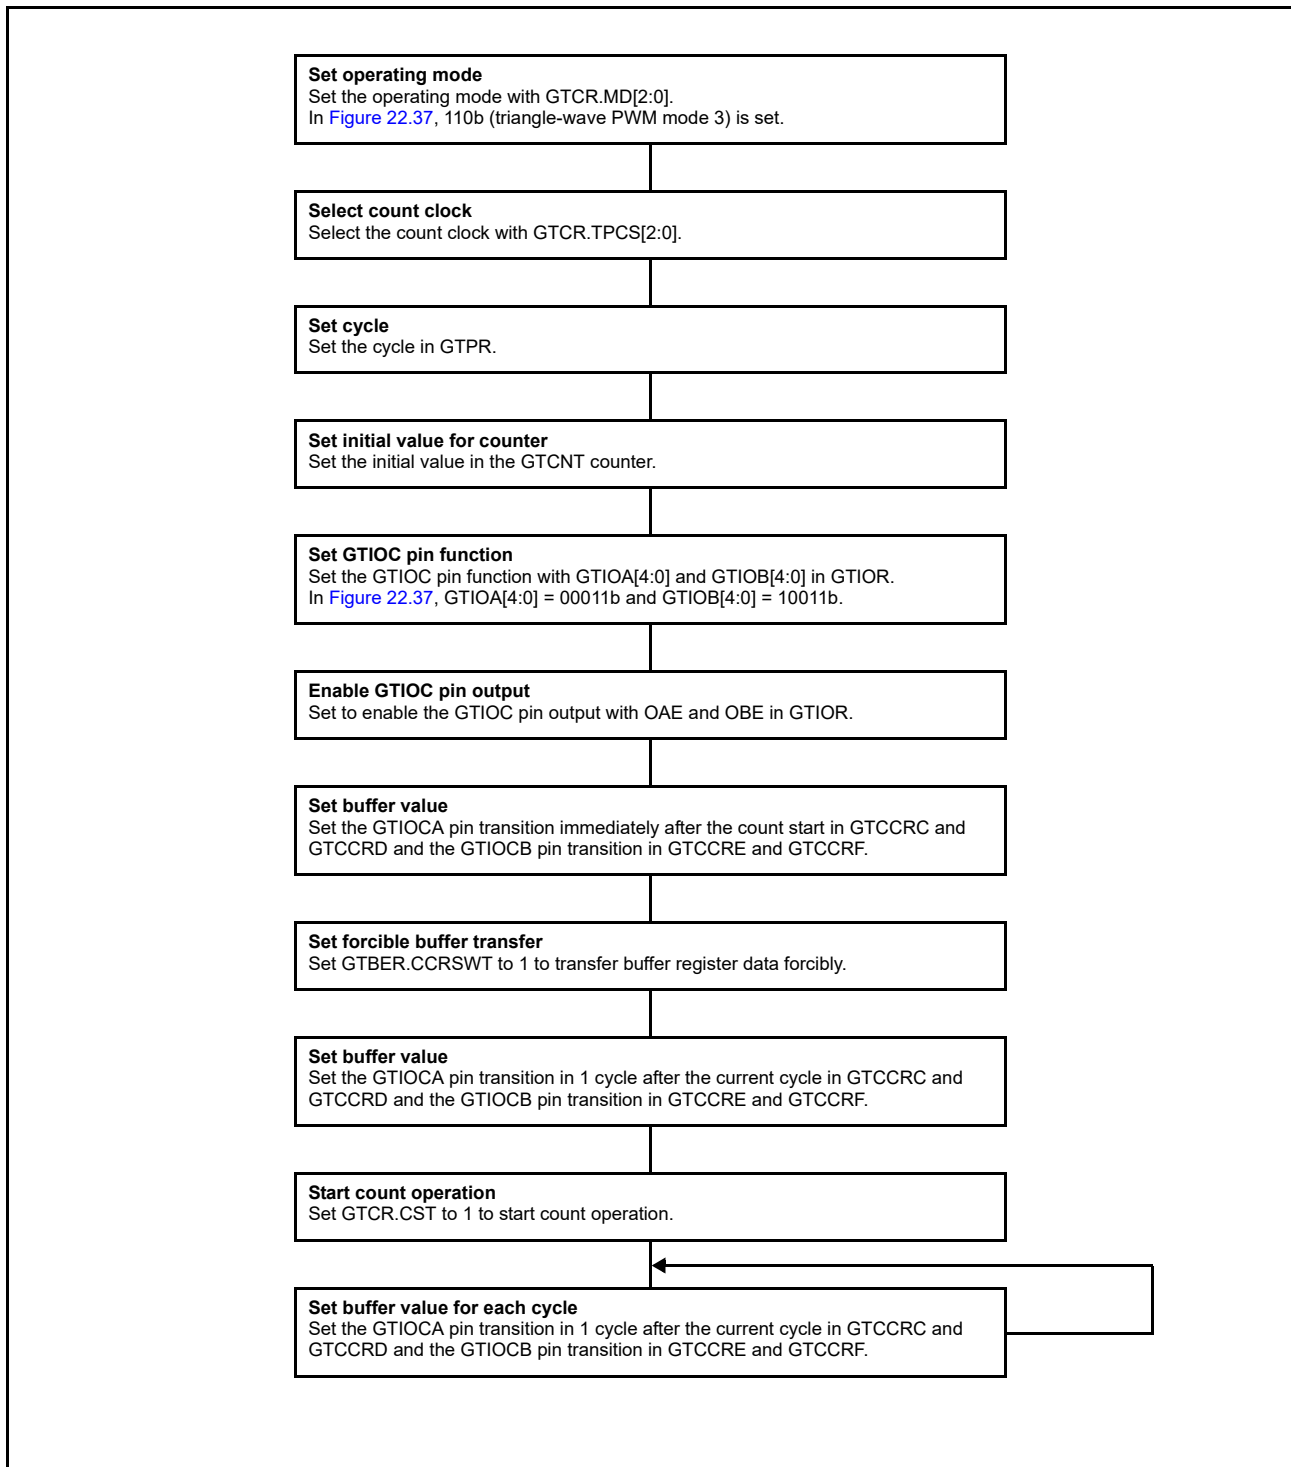 Set operating mode
Set the operating mode with GTCR.MD[2:0].
In Figure 22.37, 110b (triangle-wave PWM mode 3) is set.
Select count clock
Select the count clock with GTCR.TPCS[2:0].
Set cycle
Set the cycle in GTPR.
Set initial value for counter
Set the initial value in the GTCNT counter.
Set GTIOC pin function
Set the GTIOC pin function with GTIOA[4:0] and GTIOB[4:0] in GTIOR.
In Figure 22.37, GTIOA[4:0] = 00011b and GTIOB[4:0] = 10011b.
Enable GTIOC pin output
Set to enable the GTIOC pin output with OAE and OBE in GTIOR.
Set buffer value
Set the GTIOCA pin transition immediately after the count start in GTCCRC and
GTCCRD and the GTIOCB pin transition in GTCCRE and GTCCRF.
Set forcible buffer transfer
Set GTBER.CCRSWT to 1 to transfer buffer register data forcibly.
Set buffer value
Set the GTIOCA pin transition in 1 cycle after the current cycle in GTCCRC and
GTCCRD and the GTIOCB pin transition in GTCCRE and GTCCRF.
Start count operation
Set GTCR.CST to 1 to start count operation.
Set buffer value for each cycle
Set the GTIOCA pin transition in 1 cycle after the current cycle in GTCCRC and
GTCCRD and the GTIOCB pin transition in GTCCRE and GTCCRF.